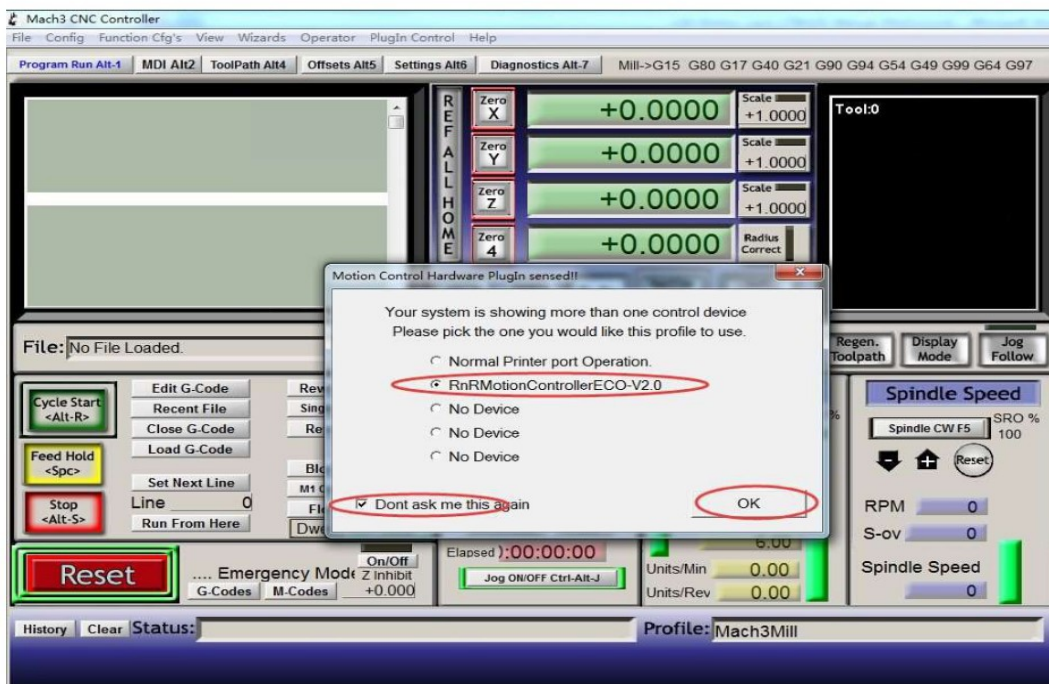 Mach3 CNC Controller
File Config Function Cfg's View Wizards Operator PlugIn Control Help
Program Run Alt-1 MDI Alt2 ToolPath Alt4 Offsets Alt5 Settings Alt6 Diagnostics Alt-7 Mill->G15 G80 G17 G40 G21 G90 G94 G54 G49 G99 G64 G97
REF ALL HOME
Zero X +0.0000 Scale +1.0000
Zero Y +0.0000 Scale +1.0000
Zero Z +0.0000 Scale +1.0000
Zero 4 +0.0000 Radius Correct
Tool:0
Motion Control Hardware PlugIn sensed!!
Your system is showing more than one control device
Please pick the one you would like this profile to use.
Normal Printer port Operation.
RnRMotionControllerECO-V2.0
No Device
No Device
No Device
Dont ask me this again
OK
File: No File Loaded.
Regen. Toolpath
Display Mode
Jog Follow
Cycle Start
<Alt-R>
Feed Hold
<Spc>
Stop
<Alt-S>
Edit G-Code
Recent File
Close G-Code
Load G-Code
Set Next Line
Line 0
Run From Here
Spindle Speed
Spindle CW F5
SRO %
100
Reset
RPM 0
S-ov 0
Spindle Speed
0
Reset
.... Emergency Mode
G-Codes M-Codes
On/Off
Z Inhibit
+0.000
Elapsed ):00:00:00
Jog ON/OFF Ctrl-Alt-J
6.00
Units/Min 0.00
Units/Rev 0.00
History Clear Status:
Profile: Mach3Mill